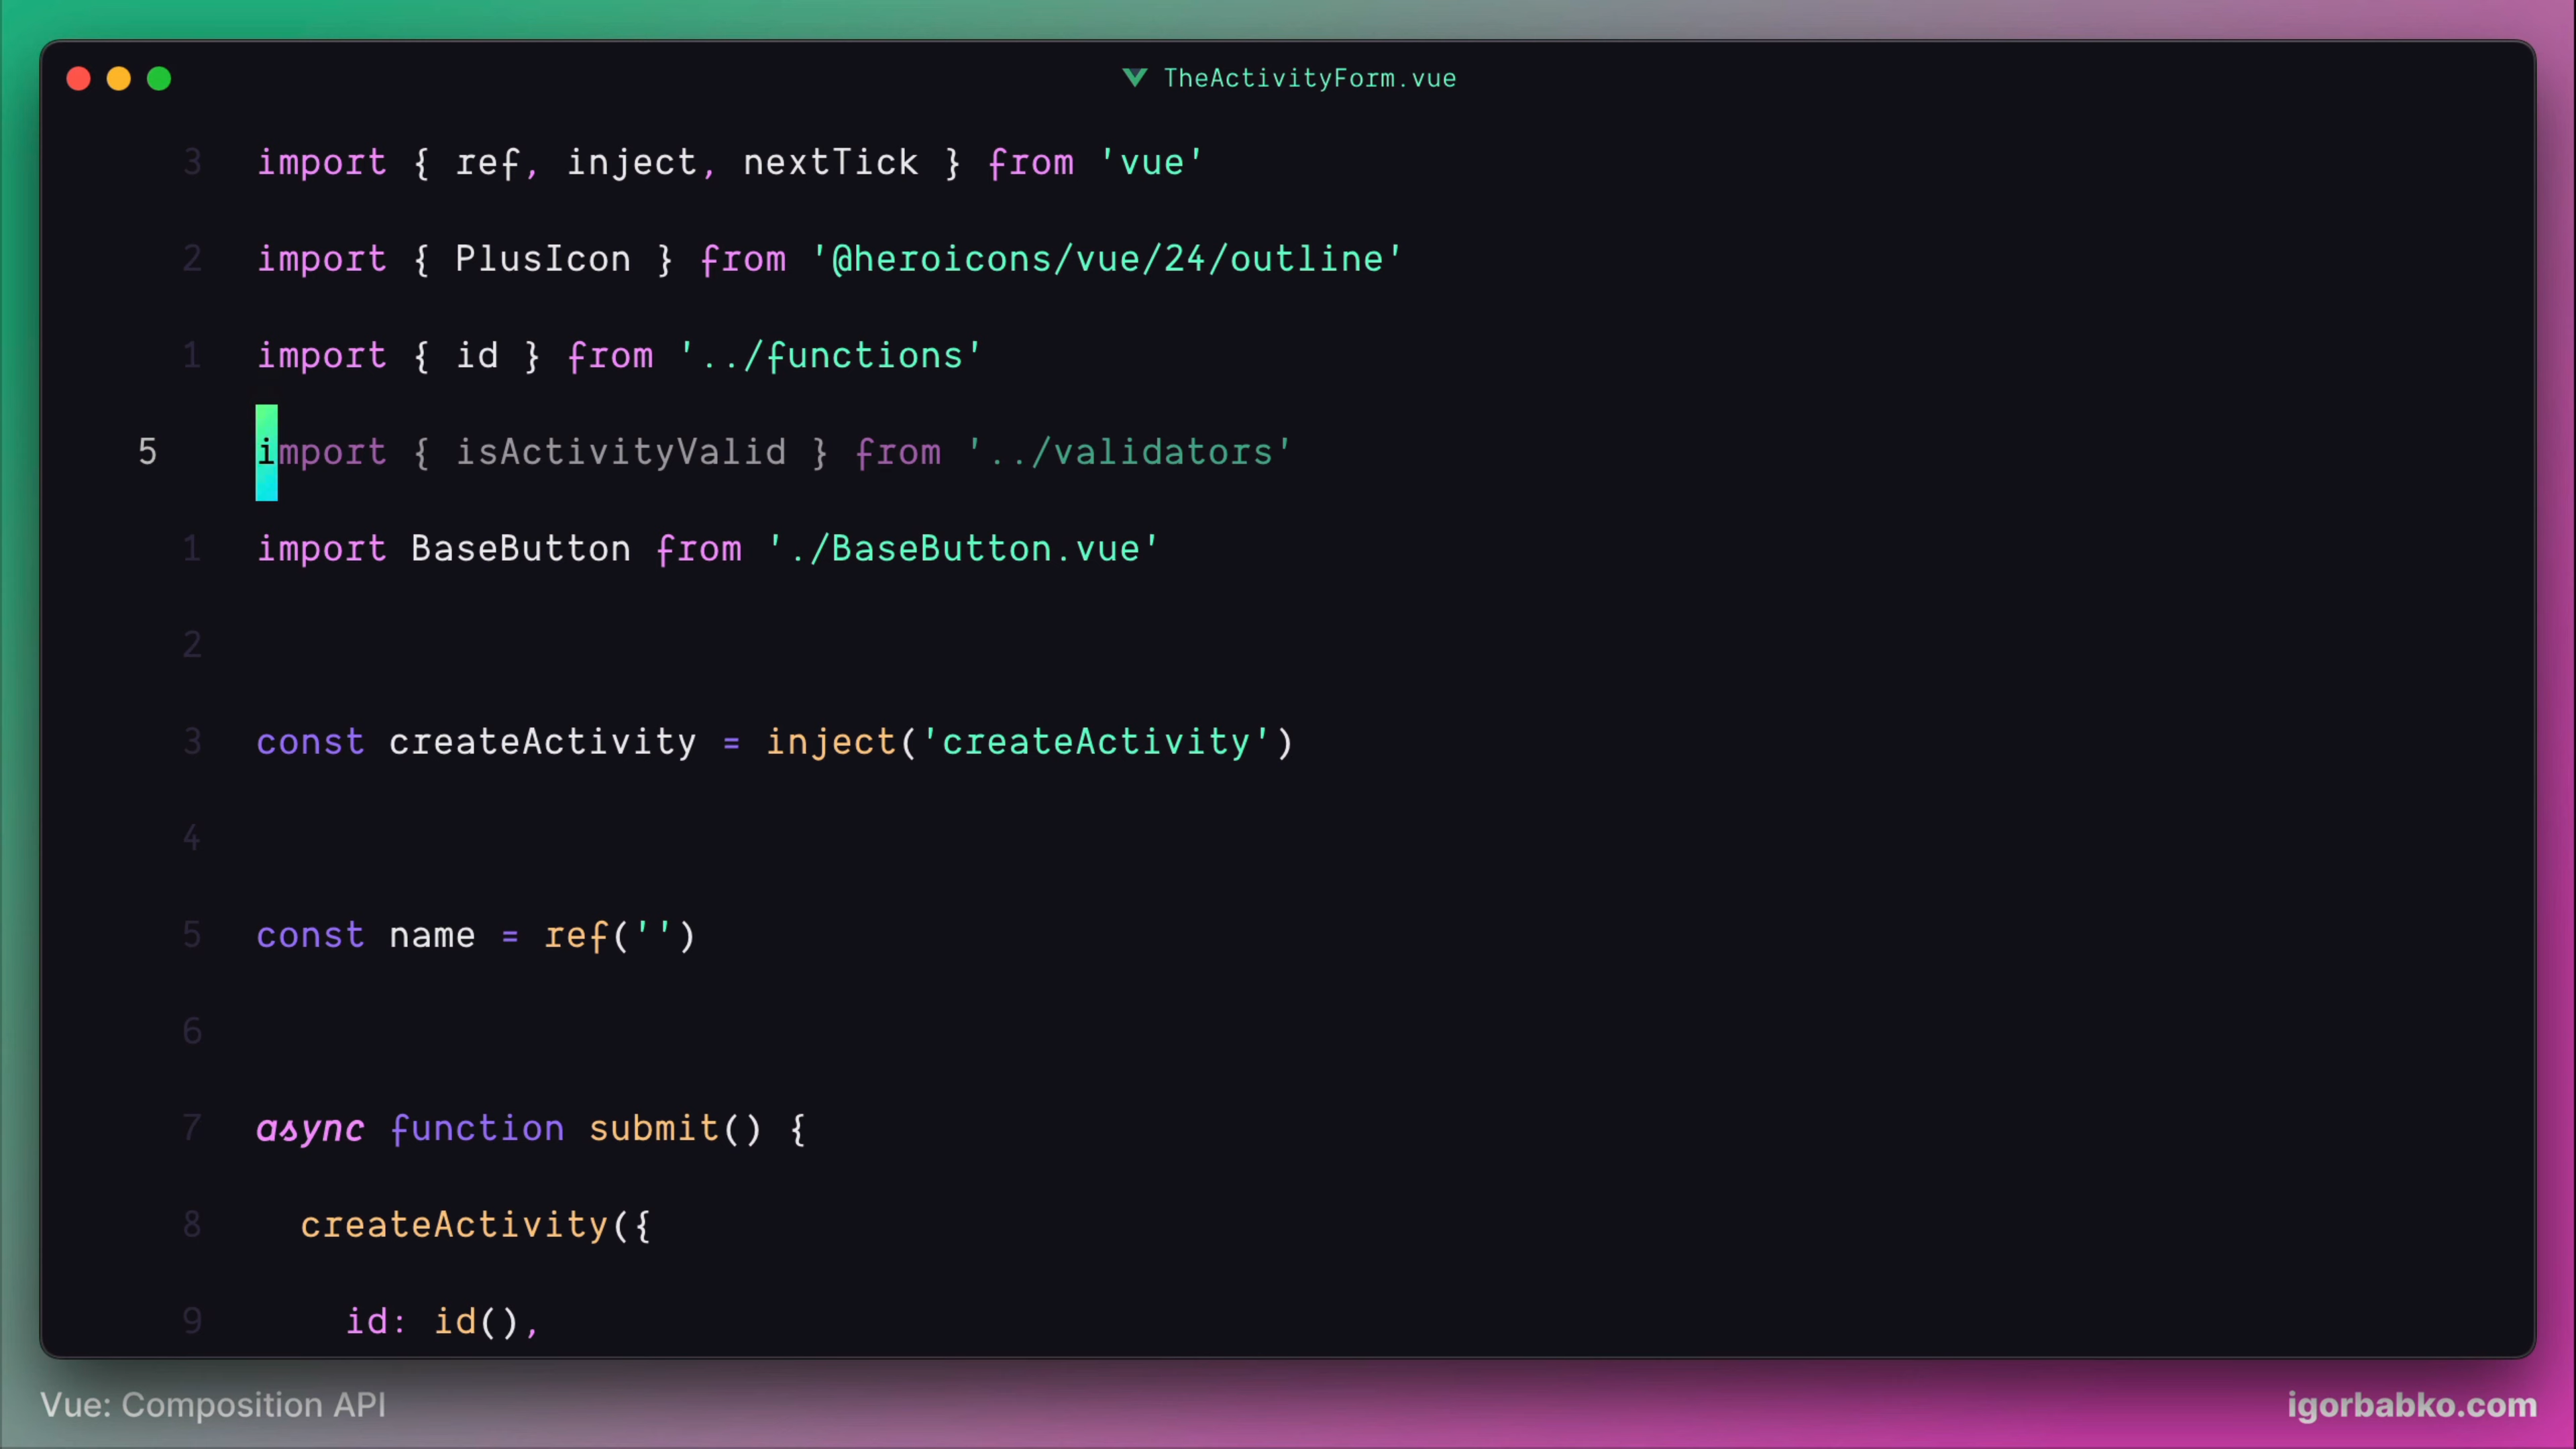 TheActivityForm.vue
3 import { ref, inject, nextTick } from 'vue'
2 import { PlusIcon } from '@heroicons/vue/24/outline'
1 import { id } from '../functions'
5 import { isActivityValid } from '../validators'
1 import BaseButton from './BaseButton.vue'
2
3 const createActivity = inject('createActivity')
4
5 const name = ref('')
6
7 async function submit() {
8   createActivity({
9     id: id(),
Vue: Composition API
igorbabko.com